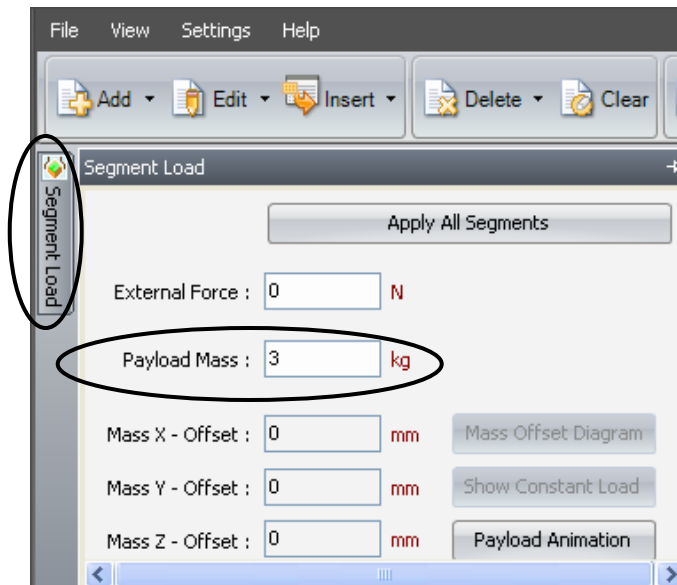 File View Settings Help
Add Edit Insert Delete Clear
Segment Load
Segment Load
Apply All Segments
External Force : 0 N
Payload Mass : 3 kg
Mass X - Offset : 0 mm Mass Offset Diagram
Mass Y - Offset : 0 mm Show Constant Load
Mass Z - Offset : 0 mm Payload Animation